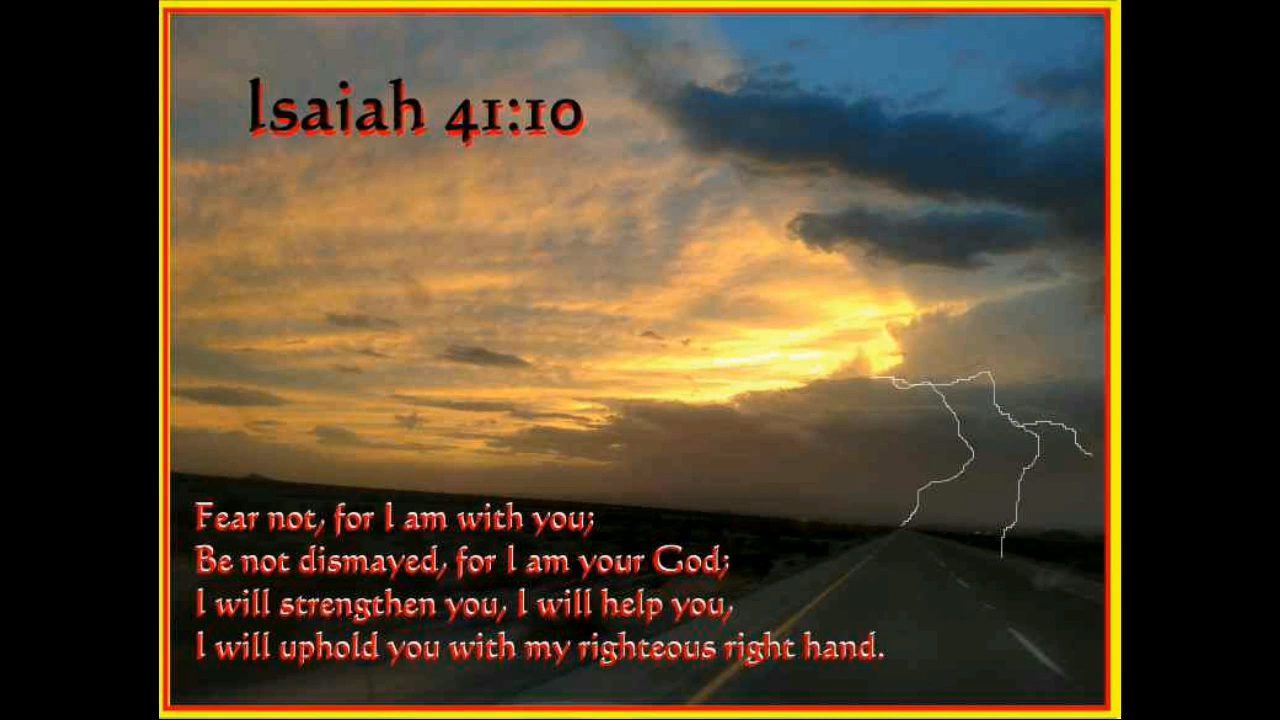 Isaiah 41:10
Fear not, for I am with you;
Be not dismayed, for I am your God;
I will strengthen you, I will help you,
I will uphold you with my righteous right hand.